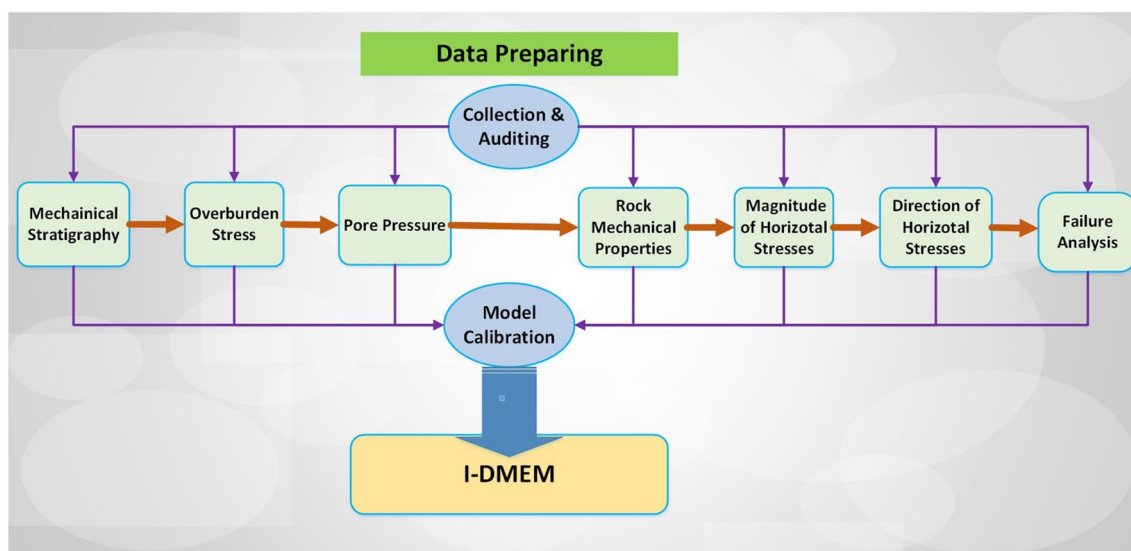 Data Preparing
Collection &
Auditing
Mechainical
Stratigraphy
Overburden
Stress
Pore Pressure
Rock
Mechanical
Properties
Magnitude
of Horizotal
Stresses
Direction of
Horizotal
Stresses
Failure
Analysis
Model
Calibration
I-DMEM